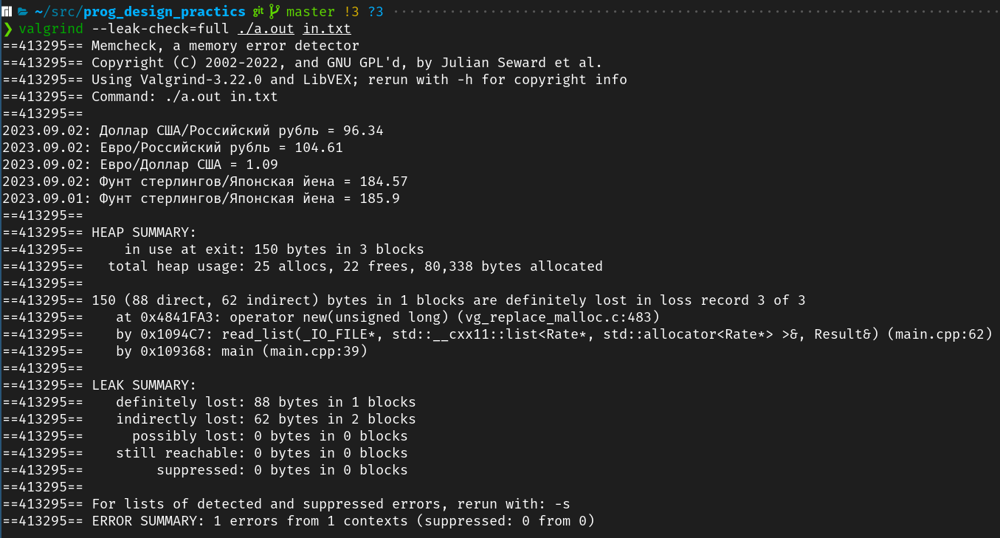 ~/src/prog_design_practics git master !3 ?3
❯ valgrind --leak-check=full ./a.out in.txt
==413295== Memcheck, a memory error detector
==413295== Copyright (C) 2002-2022, and GNU GPL'd, by Julian Seward et al.
==413295== Using Valgrind-3.22.0 and LibVEX; rerun with -h for copyright info
==413295== Command: ./a.out in.txt
==413295==
2023.09.02: Доллар США/Российский рубль = 96.34
2023.09.02: Евро/Российский рубль = 104.61
2023.09.02: Евро/Доллар США = 1.09
2023.09.02: Фунт стерлингов/Японская йена = 184.57
2023.09.01: Фунт стерлингов/Японская йена = 185.9
==413295==
==413295== HEAP SUMMARY:
==413295==     in use at exit: 150 bytes in 3 blocks
==413295==   total heap usage: 25 allocs, 22 frees, 80,338 bytes allocated
==413295==
==413295== 150 (88 direct, 62 indirect) bytes in 1 blocks are definitely lost in loss record 3 of 3
==413295==    at 0x4841FA3: operator new(unsigned long) (vg_replace_malloc.c:483)
==413295==    by 0x1094C7: read_list(_IO_FILE*, std::__cxx11::list<Rate*, std::allocator<Rate*> >&, Result&) (main.cpp:62)
==413295==    by 0x109368: main (main.cpp:39)
==413295==
==413295== LEAK SUMMARY:
==413295==    definitely lost: 88 bytes in 1 blocks
==413295==    indirectly lost: 62 bytes in 2 blocks
==413295==      possibly lost: 0 bytes in 0 blocks
==413295==    still reachable: 0 bytes in 0 blocks
==413295==         suppressed: 0 bytes in 0 blocks
==413295==
==413295== For lists of detected and suppressed errors, rerun with: -s
==413295== ERROR SUMMARY: 1 errors from 1 contexts (suppressed: 0 from 0)